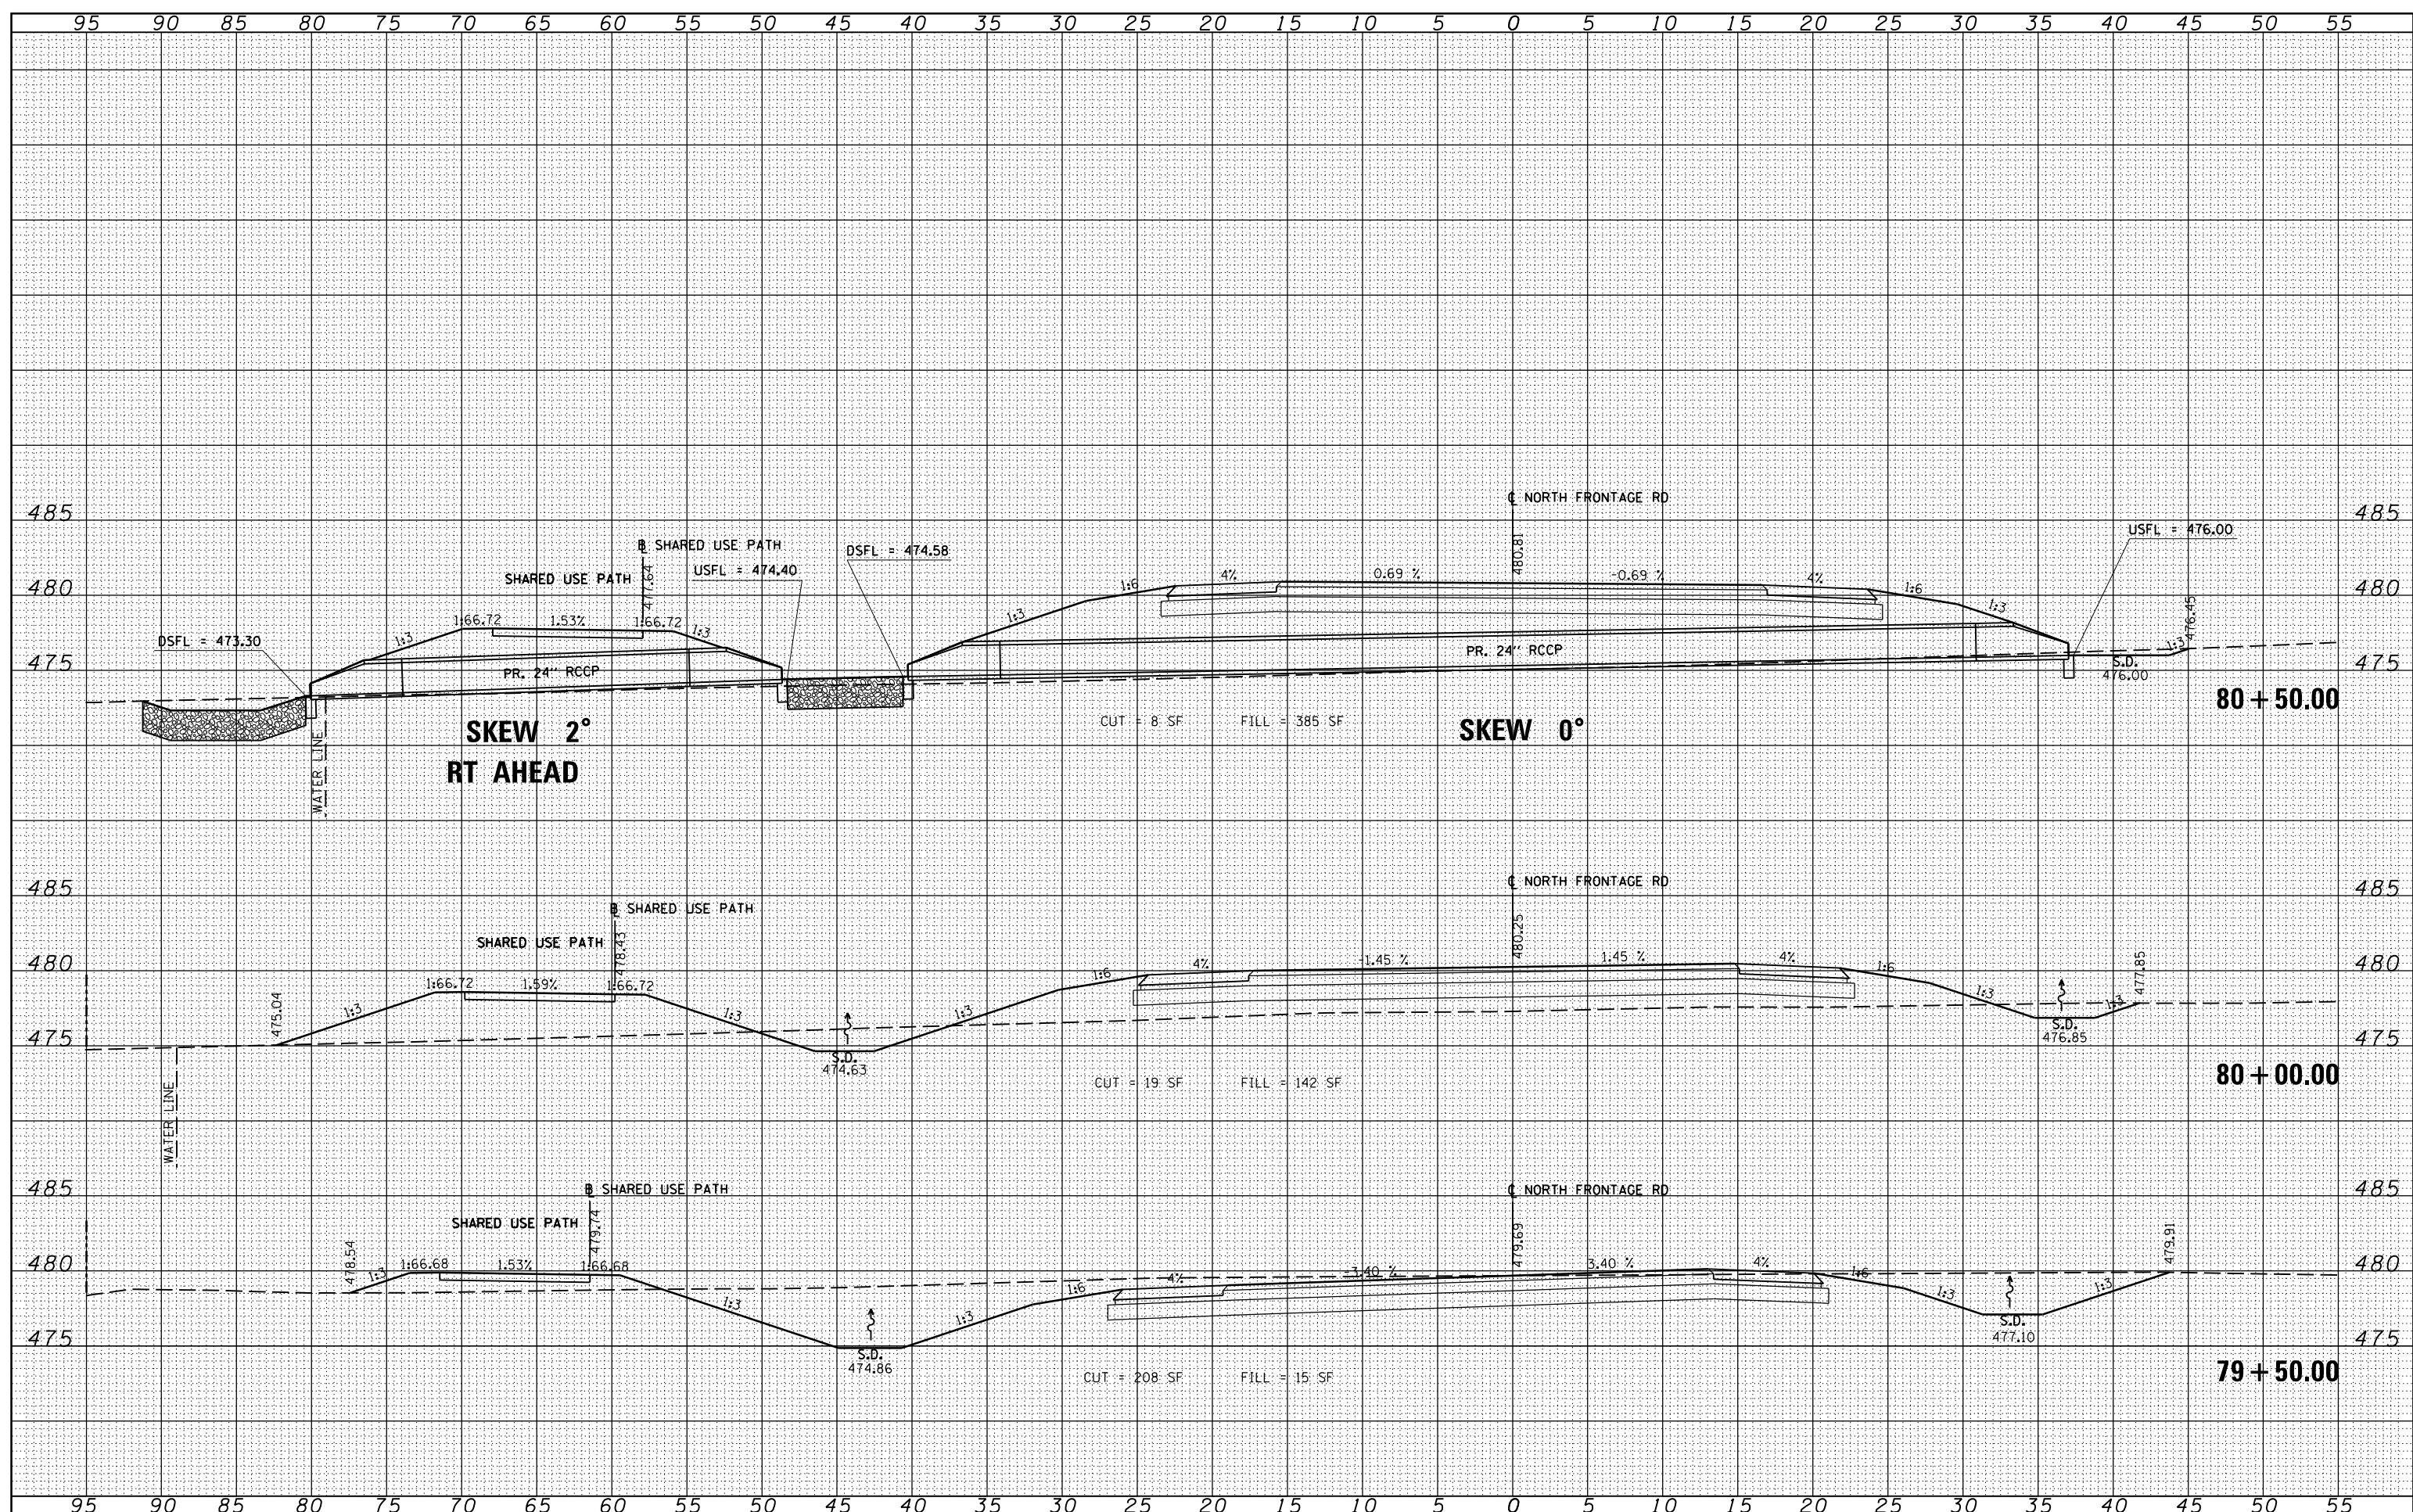 95 90 85 80 75 70 65 60 55 50 45 40 35 30 25 20 15 10 5 0 5 10 15 20 25 30 35 40 45 50 55
485 ℄ NORTH FRONTAGE RD 485
USFL = 476.00
B SHARED USE PATH
DSFL = 474.58
480.81
SHARED USE PATH
USFL = 474.40
477.64
480 1:6 4% 0.69 % -0.69 % 4% 1:6 480
1:3 1:3
476.45
1:66.72 1.53% 1:66.72
DSFL = 473.30
1:3 1:3
475 PR. 24" RCCP PR. 24" RCCP 1:3 475
S.D.
476.00
80+50.00
CUT = 8 SF FILL = 385 SF
SKEW 2° SKEW 0°
RT AHEAD
WATER LINE
485 ℄ NORTH FRONTAGE RD 485
B SHARED USE PATH
SHARED USE PATH
478.43
480.25
480 1:6 4% -1.45 % 1.45 % 4% 1:6 480
477.85
1:66.72 1.59% 1:66.72
475.04
1:3 1:3 1:3 1:3 1:3
475 S.D. S.D. 475
474.63 476.85
80+00.00
CUT = 19 SF FILL = 142 SF
WATER LINE
485 B SHARED USE PATH ℄ NORTH FRONTAGE RD 485
SHARED USE PATH
479.74
479.69
479.91
478.54
480 1:66.68 1.53% 1:66.68 1:6 4% -3.40 % 3.40 % 4% 1:6 480
1:3 1:3 1:3 1:3 1:3
475 S.D. S.D. 475
474.86 477.10
79+50.00
CUT = 208 SF FILL = 15 SF
95 90 85 80 75 70 65 60 55 50 45 40 35 30 25 20 15 10 5 0 5 10 15 20 25 30 35 40 45 50 55